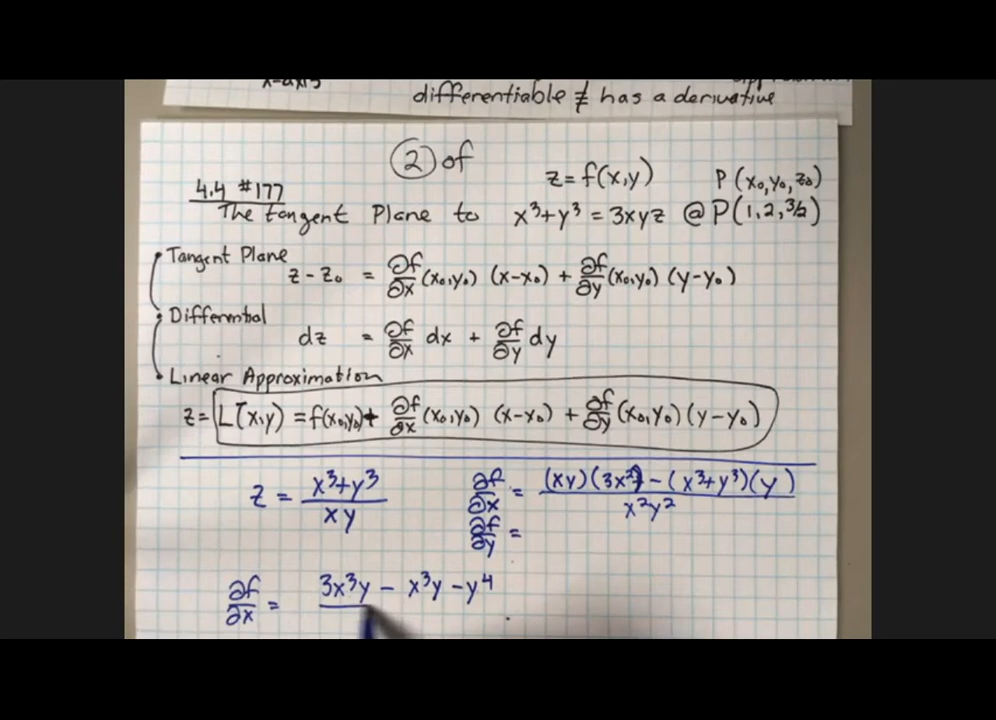 differentiable ≠ has a derivative
② of
z = f(x,y) P (x₀, y₀, z₀)
4.4 #177
The tangent Plane to x³+y³ = 3xyz @ P(1, 2, 3/2)
• Tangent Plane
z - z₀ = ∂f/∂x (x₀,y₀) (x-x₀) + ∂f/∂y (x₀,y₀) (y-y₀)
• Differential
dz = ∂f/∂x dx + ∂f/∂y dy
• Linear Approximation
z = L(x,y) = f(x₀,y₀) + ∂f/∂x (x₀,y₀) (x-x₀) + ∂f/∂y (x₀,y₀) (y-y₀)
z = x³+y³/xy ∂f/∂x = (xy)(3x²) - (x³+y³)(y)/x²y²
∂f/∂y =
∂f/∂x = 3x³y - x³y - y⁴